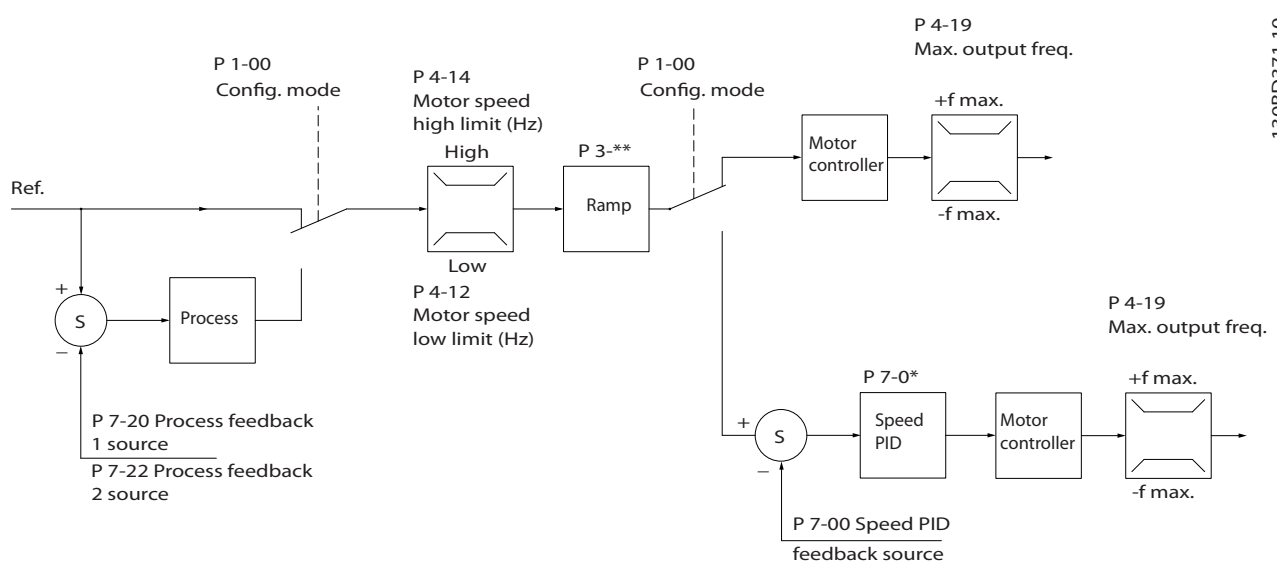 P 4-19
Max. output freq.
130BD371.10
P 1-00
Config. mode
P 4-14
Motor speed
high limit (Hz)
High
P 1-00
Config. mode
+f max.
P 3-**
Motor
controller
Ref.
Ramp
-f max.
Low
P 4-12
Motor speed
low limit (Hz)
+
S
–
Process
P 4-19
Max. output freq.
P 7-20 Process feedback
1 source
P 7-22 Process feedback
2 source
P 7-0*
+f max.
+
S
–
Speed
PID
Motor
controller
-f max.
P 7-00 Speed PID
feedback source